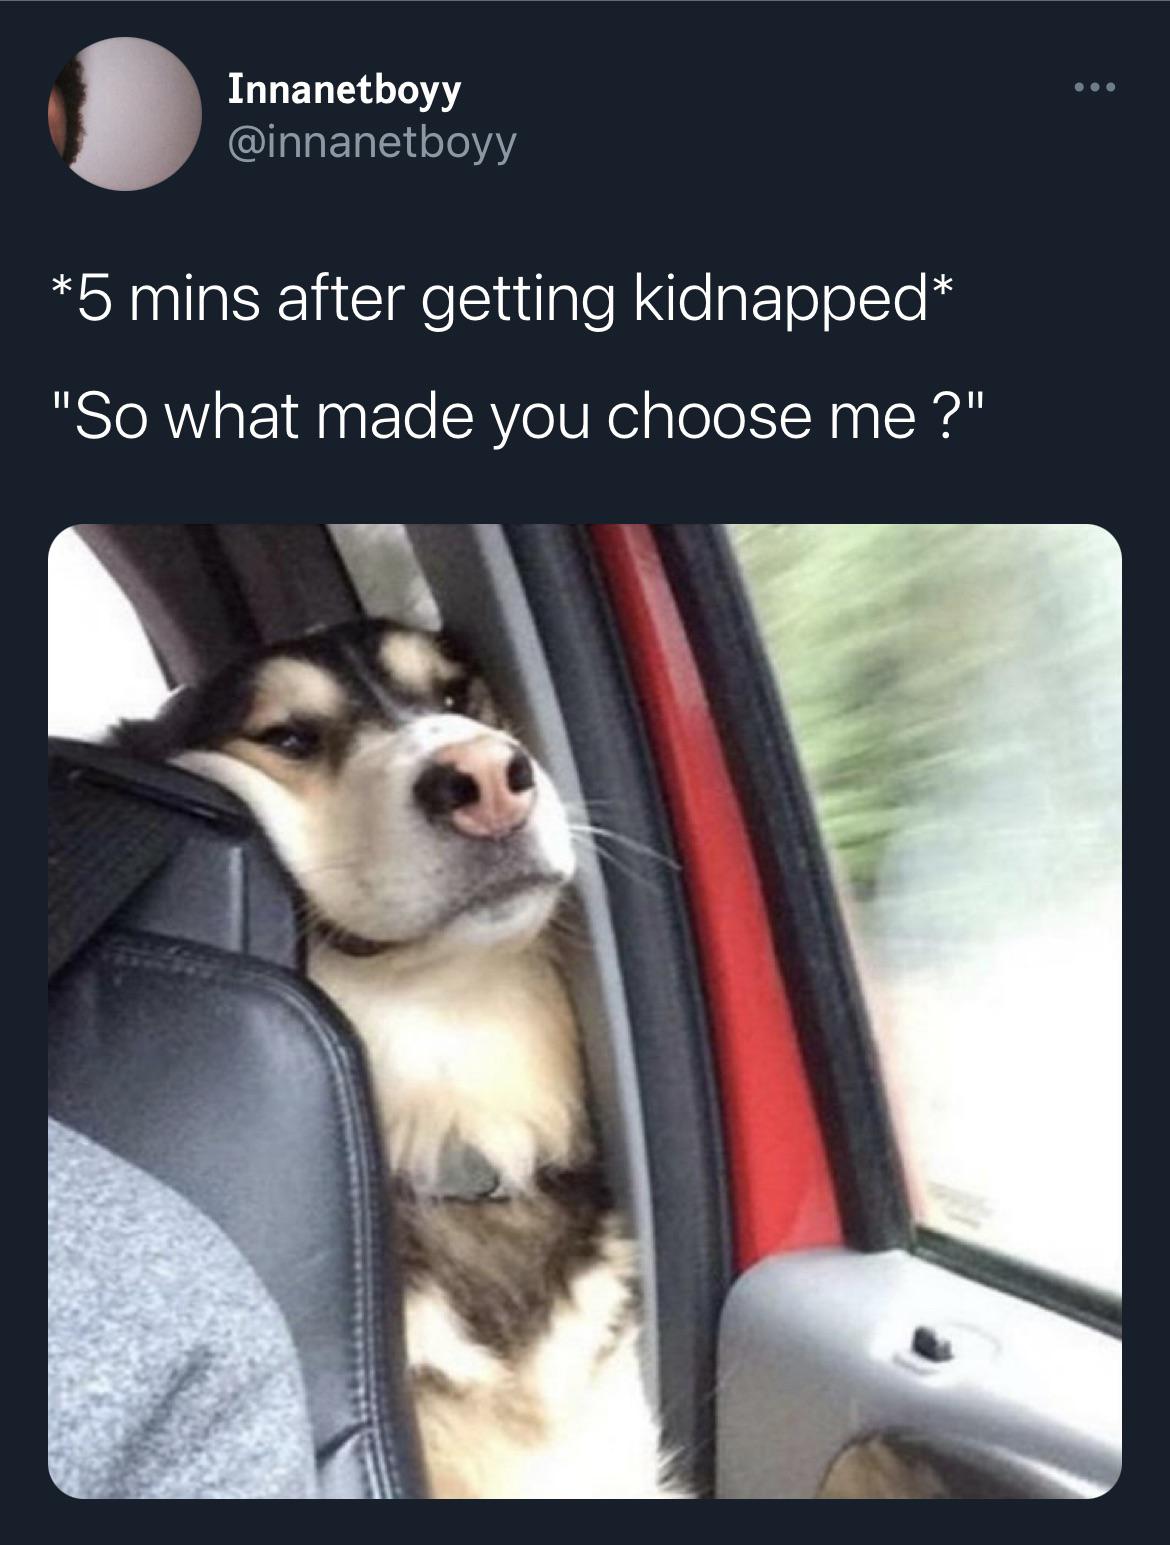 Innanetboyy
@innanetboyy
*5 mins after getting kidnapped*
"So what made you choose me ?"